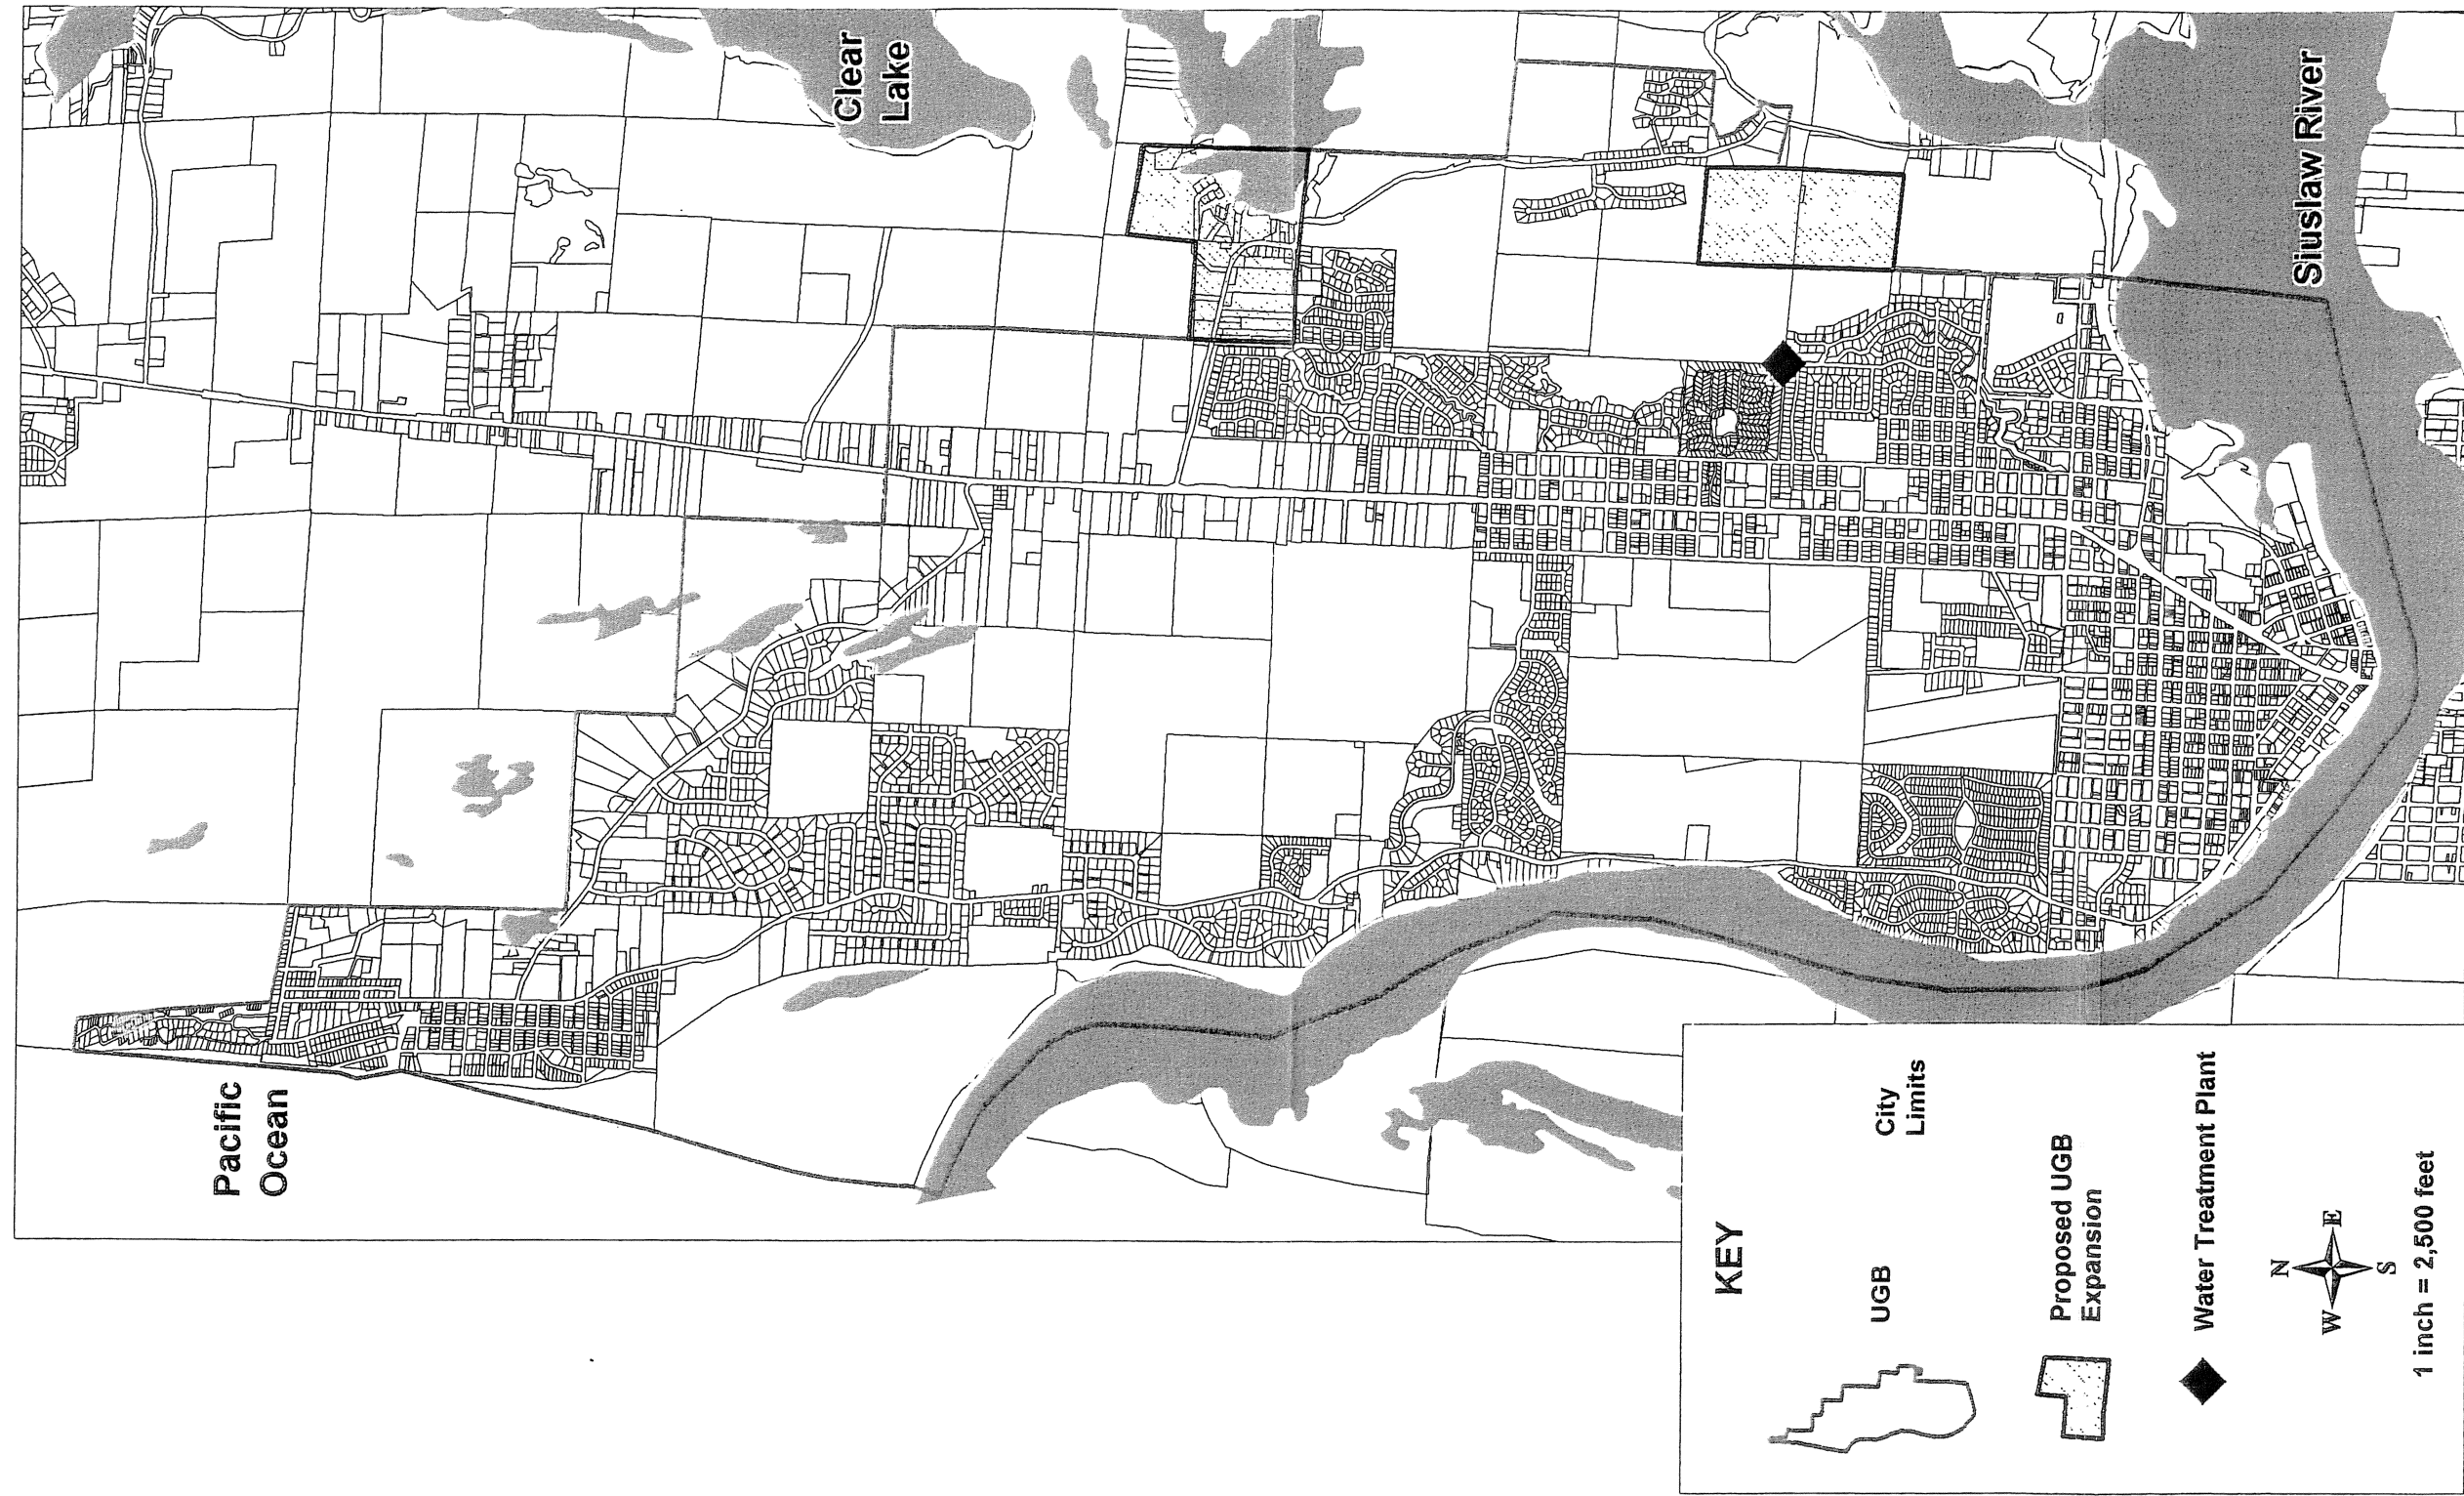 Clear
Lake
Siuslaw River
Pacific
Ocean
KEY
UGB
City
Limits
Proposed UGB
Expansion
Water Treatment Plant
N
W
E
S
1 inch = 2,500 feet